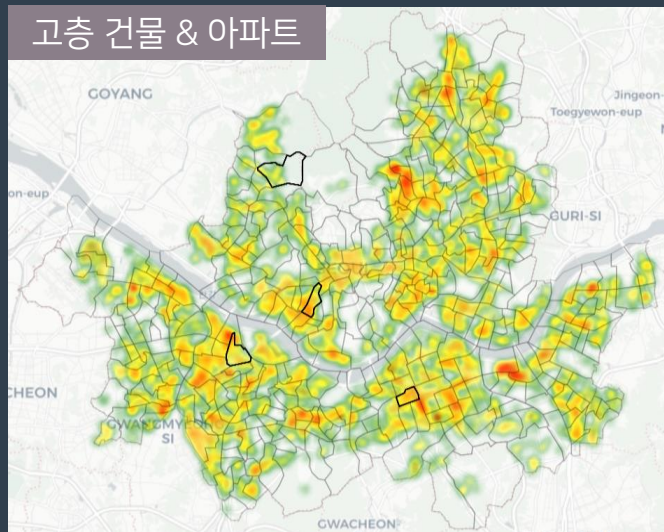 고층 건물 & 아파트
GOYANG
Jingeon-
Toegyewon-eup
on-eup
GURI-SI
CHEON
GWANGMYEONG
SI
GWACHEON